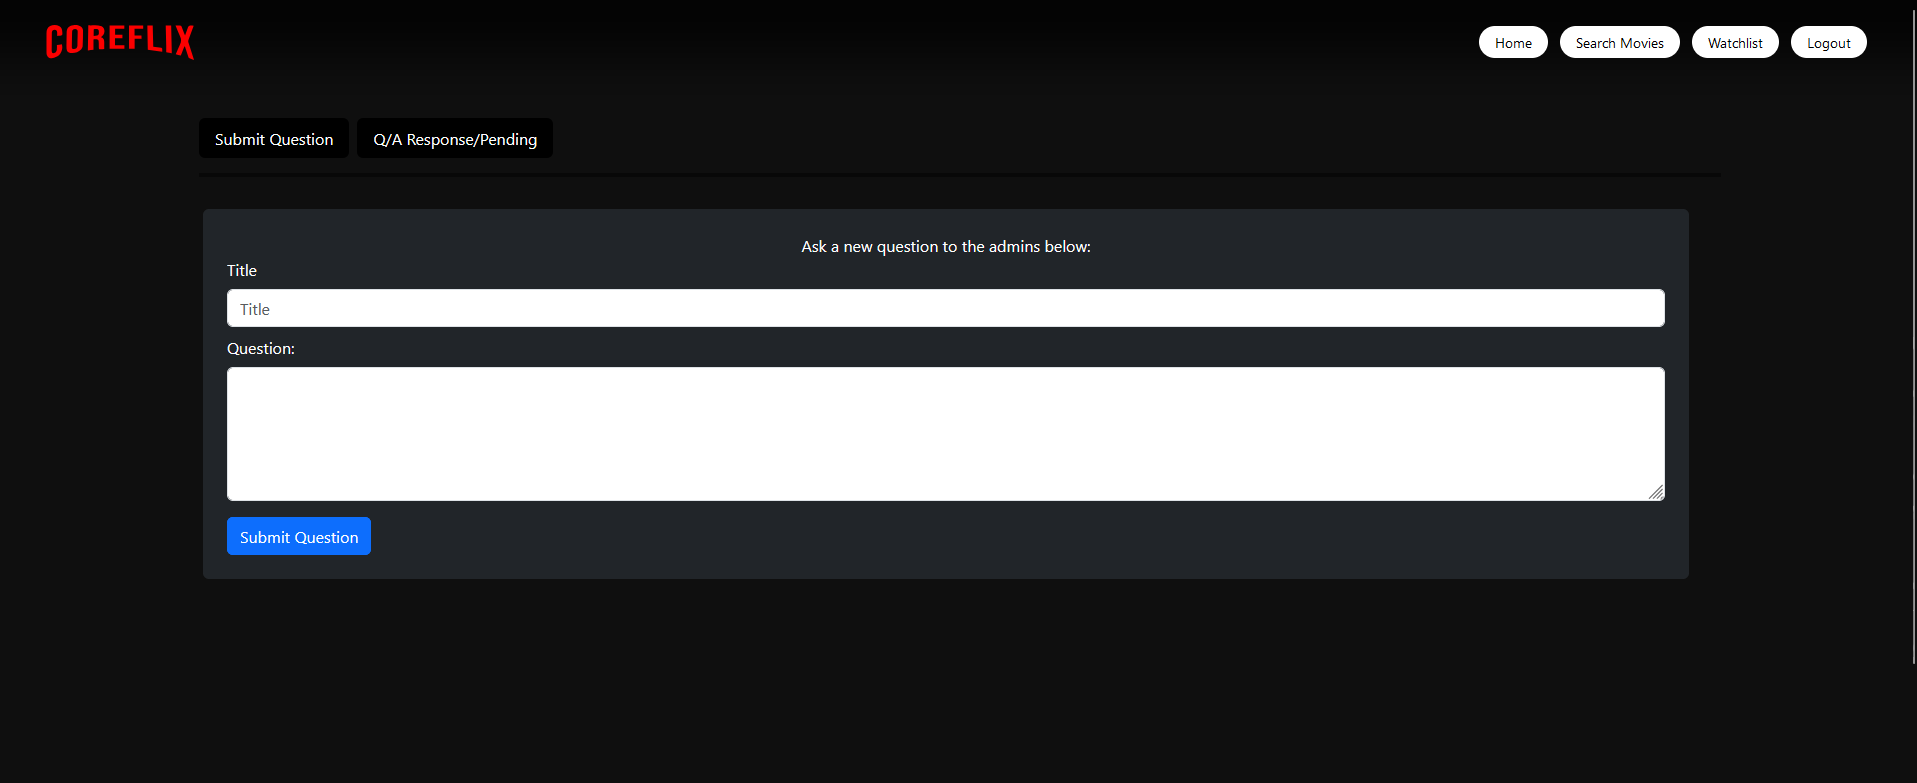 COREFLIX
Home Search Movies Watchlist Logout
Submit Question Q/A Response/Pending
Ask a new question to the admins below:
Title
Title
Question:
Submit Question